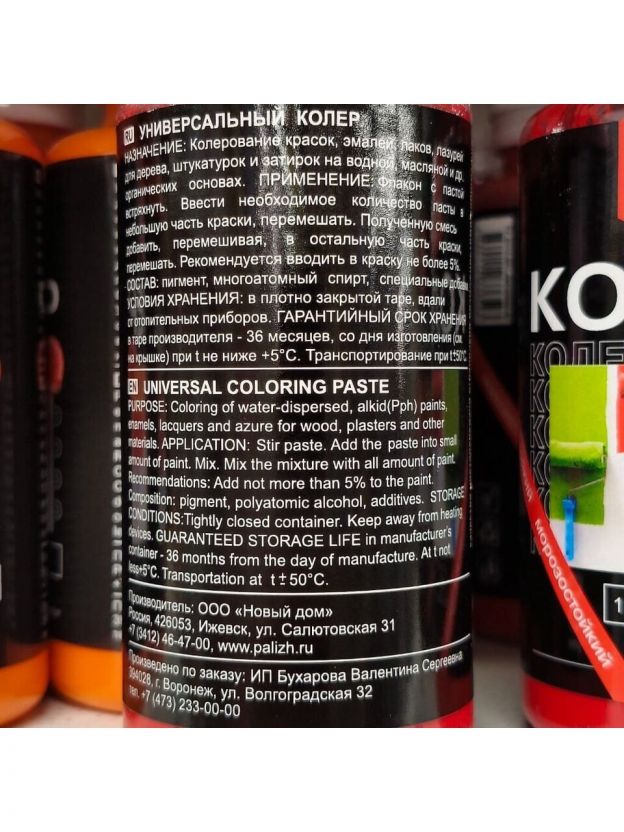 RU УНИВЕРСАЛЬНЫЙ КОЛЕР
НАЗНАЧЕНИЕ: Колерование красок, эмалей, лаков, лазурей
для дерева, штукатурок и затирок на водной, масляной и др.
органических основах. ПРИМЕНЕНИЕ: Флакон с пастой
встряхнуть. Ввести необходимое количество пасты в
небольшую часть краски, перемешать. Полученную смесь
добавить, перемешивая, в остальную часть краски,
перемешать. Рекомендуется вводить в краску не более 5%.
СОСТАВ: пигмент, многоатомный спирт, специальные добавки
УСЛОВИЯ ХРАНЕНИЯ: в плотно закрытой таре, вдали
от отопительных приборов. ГАРАНТИЙНЫЙ СРОК ХРАНЕНИЯ
в таре производителя - 36 месяцев, со дня изготовления (см.
на крышке) при t не ниже +5°С. Транспортирование при t±50°С.
EN UNIVERSAL COLORING PASTE
PURPOSE: Coloring of water-dispersed, alkid(Pph) paints,
enamels, lacquers and azure for wood, plasters and other
materials. APPLICATION: Stir paste. Add the paste into small
amount of paint. Mix. Mix the mixture with all amount of paint.
Recommendations: Add not more than 5% to the paint.
Composition: pigment, polyatomic alcohol, additives. STORAGE
CONDITIONS:Tightly closed container. Keep away from heating
devices. GUARANTEED STORAGE LIFE in manufacturer's
container - 36 months from the day of manufacture. At t not
less+5°C. Transportation at t ± 50°C.
Производитель: ООО «Новый дом»
Россия, 426053, Ижевск, ул. Салютовская 31
+7 (3412) 46-47-00, www.palizh.ru
Произведено по заказу: ИП Бухарова Валентина Сергеевна
394028, г. Воронеж, ул. Волгоградская 32
тел. +7 (473) 233-00-00
КО
КОЛЕ
морозостойкий